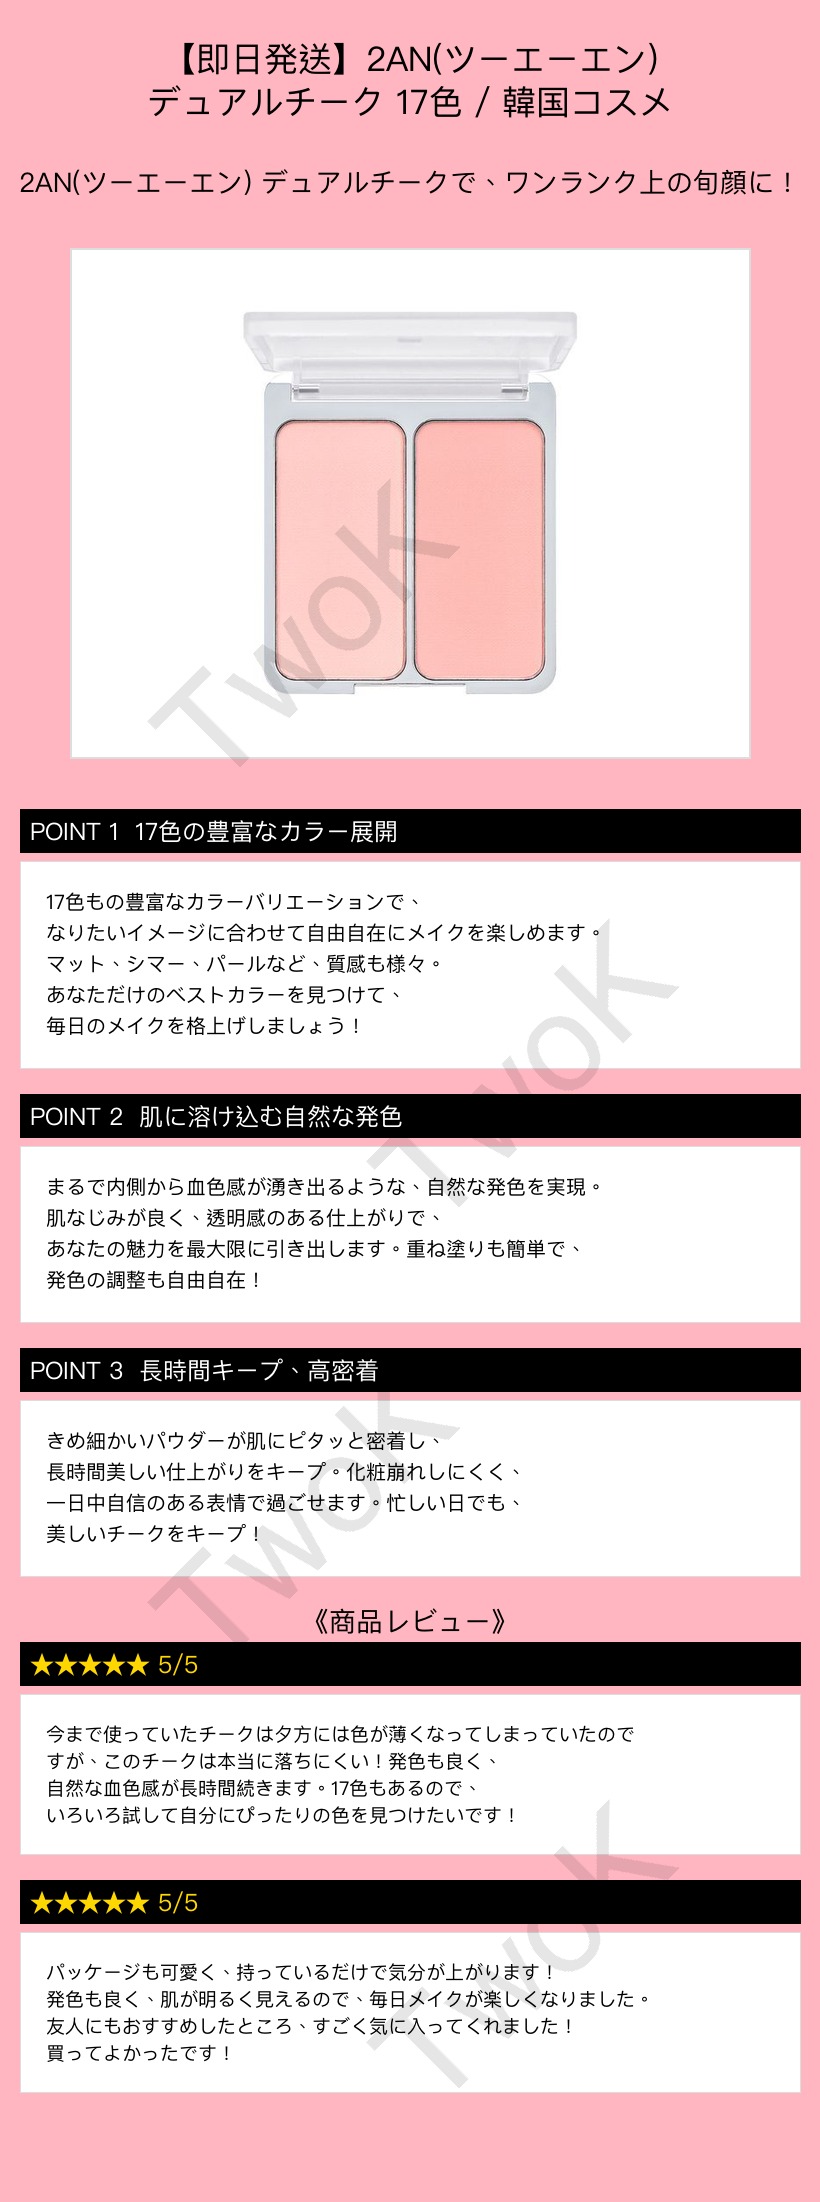 【即日発送】2AN(ツーエーエン)
デュアルチーク 17色 / 韓国コスメ
2AN(ツーエーエン) デュアルチークで、ワンランク上の旬顔に！
TwoK
POINT 1 17色の豊富なカラー展開
17色もの豊富なカラーバリエーションで、
なりたいイメージに合わせて自由自在にメイクを楽しめます。
マット、シマー、パールなど、質感も様々。
あなただけのベストカラーを見つけて、
毎日のメイクを格上げしましょう！
TwoK
POINT 2 肌に溶け込む自然な発色
まるで内側から血色感が湧き出るような、自然な発色を実現。
肌なじみが良く、透明感のある仕上がりで、
あなたの魅力を最大限に引き出します。重ね塗りも簡単で、
発色の調整も自由自在！
POINT 3 長時間キープ、高密着
きめ細かいパウダーが肌にピタッと密着し、
長時間美しい仕上がりをキープ。化粧崩れしにくく、
一日中自信のある表情で過ごせます。忙しい日でも、
美しいチークをキープ！
TwoK
《商品レビュー》
★★★★★ 5/5
今まで使っていたチークは夕方には色が薄くなってしまっていたので
すが、このチークは本当に落ちにくい！発色も良く、
自然な血色感が長時間続きます。17色もあるので、
いろいろ試して自分にぴったりの色を見つけたいです！
★★★★★ 5/5
パッケージも可愛く、持っているだけで気分が上がります！
発色も良く、肌が明るく見えるので、毎日メイクが楽しくなりました。
友人にもおすすめしたところ、すごく気に入ってくれました！
買ってよかったです！
TwoK